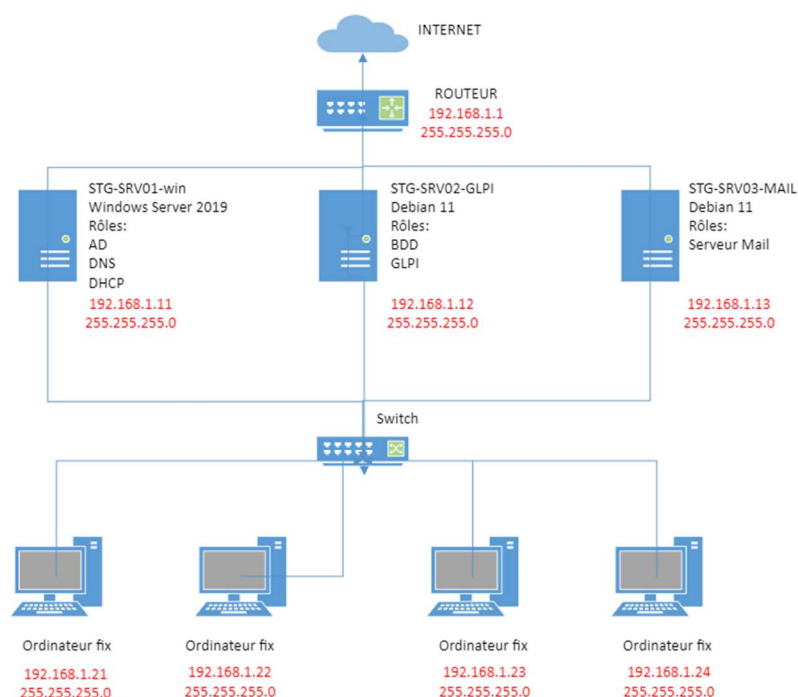 INTERNET
ROUTEUR
192.168.1.1
255.255.255.0
STG-SRV01-win
Windows Server 2019
Rôles:
AD
DNS
DHCP
192.168.1.11
255.255.255.0
STG-SRV02-GLPI
Debian 11
Rôles:
BDD
GLPI
192.168.1.12
255.255.255.0
STG-SRV03-MAIL
Debian 11
Rôles:
Serveur Mail
192.168.1.13
255.255.255.0
Switch
Ordinateur fix
192.168.1.21
255.255.255.0
Ordinateur fix
192.168.1.22
255.255.255.0
Ordinateur fix
192.168.1.23
255.255.255.0
Ordinateur fix
192.168.1.24
255.255.255.0